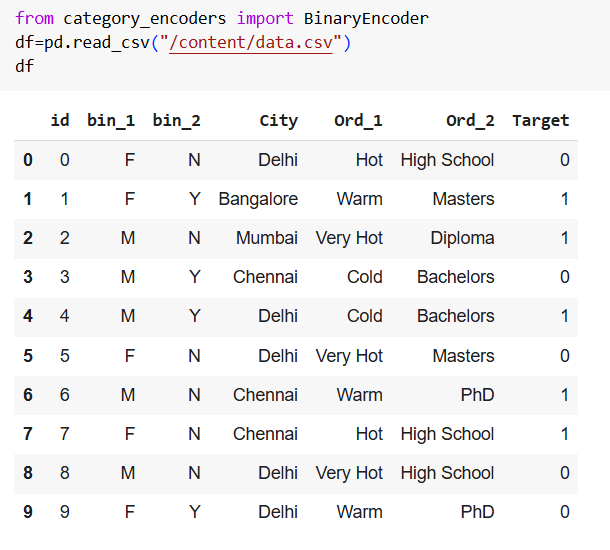 from category_encoders import BinaryEncoder
df=pd.read_csv("/content/data.csv")
df
id bin_1 bin_2 City Ord_1 Ord_2 Target
0 0 F N Delhi Hot High School 0
1 1 F Y Bangalore Warm Masters 1
2 2 M N Mumbai Very Hot Diploma 1
3 3 M Y Chennai Cold Bachelors 0
4 4 M Y Delhi Cold Bachelors 1
5 5 F N Delhi Very Hot Masters 0
6 6 M N Chennai Warm PhD 1
7 7 F N Chennai Hot High School 1
8 8 M N Delhi Very Hot High School 0
9 9 F Y Delhi Warm PhD 0